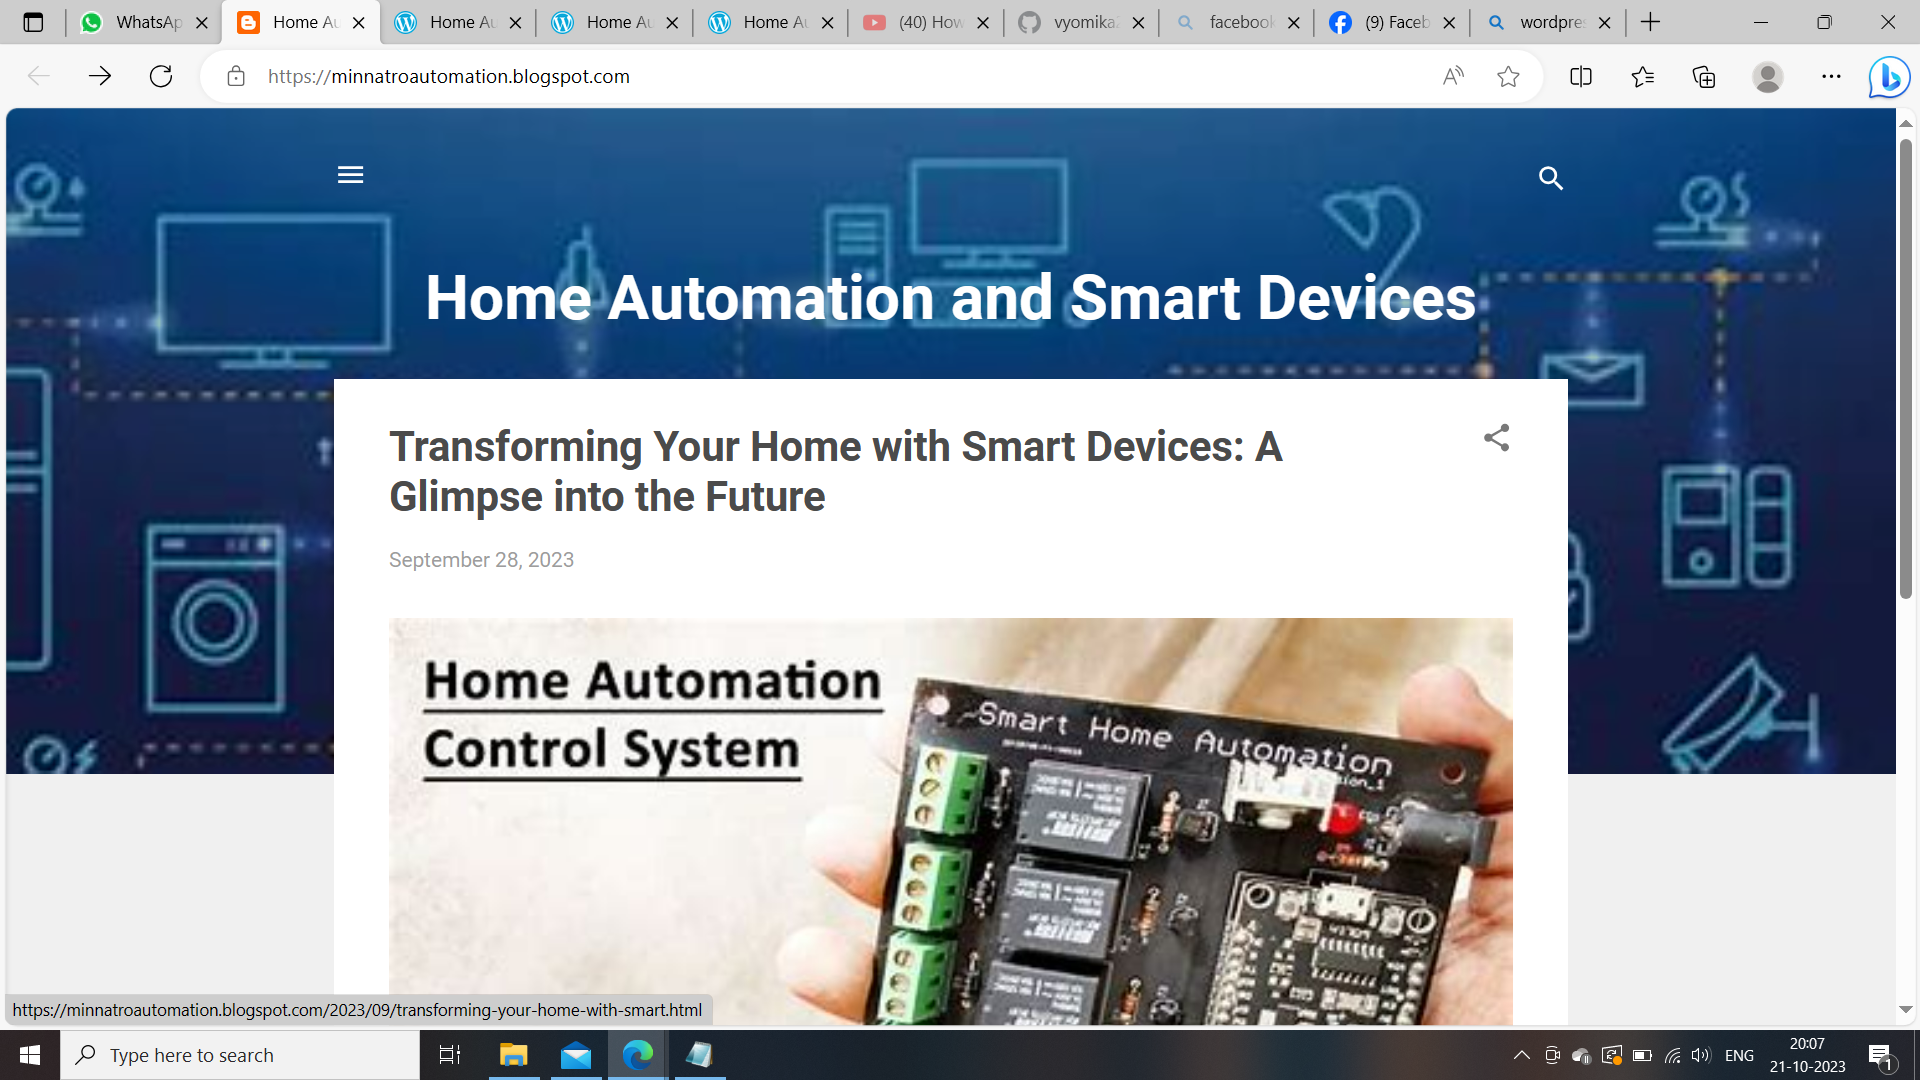 WhatsAp
Home Au
Home Au
Home Au
Home Au
(40) How
vyomika2
facebook
(9) Faceb
wordpres
https://minnatroautomation.blogspot.com
Home Automation and Smart Devices
Transforming Your Home with Smart Devices: A
Glimpse into the Future
September 28, 2023
Home Automation
Control System
Smart Home Automation
https://minnatroautomation.blogspot.com/2023/09/transforming-your-home-with-smart.html
Type here to search
ENG
20:07
21-10-2023
1